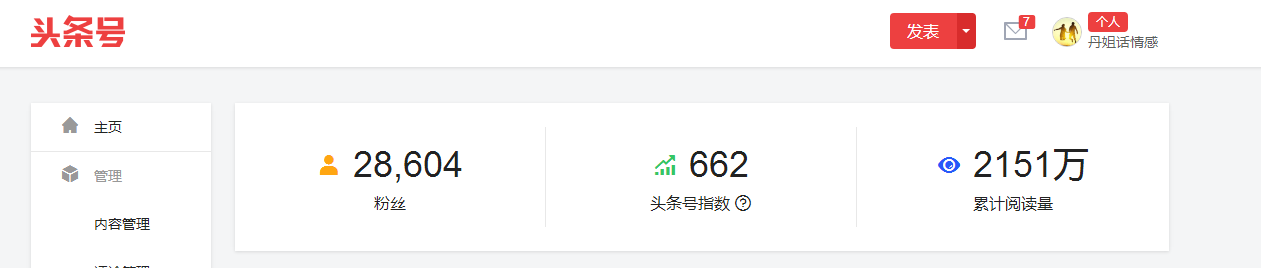 头条号
发表
7
个人
丹姐话情感
主页
管理
内容管理
28,604
粉丝
662
头条号指数 ?
2151万
累计阅读量